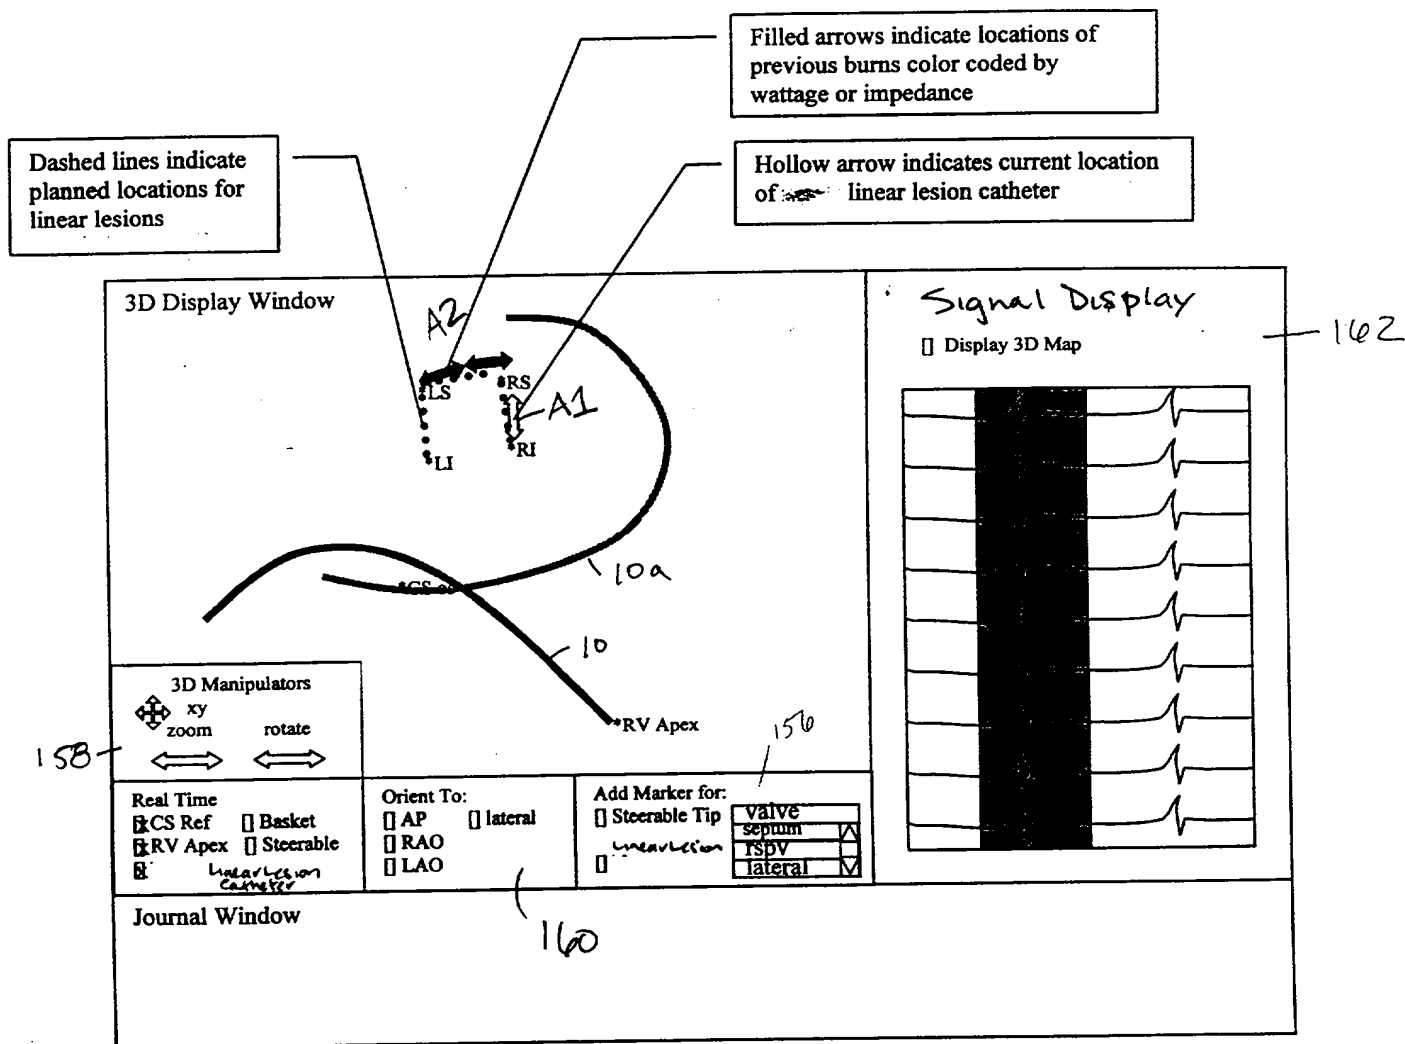 Filled arrows indicate locations of
previous burns color coded by
wattage or impedance
Dashed lines indicate
planned locations for
linear lesions
Hollow arrow indicates current location
of linear lesion catheter
3D Display Window
A2
*LS
*RS
A1
*LI
*RI
10a
*CS os
10
*RV Apex
Signal Display
Display 3D Map
162
3D Manipulators
xy
zoom rotate
158
156
Real Time
CS Ref Basket
RV Apex Steerable
Linear Lesion
Catheter
Orient To:
AP lateral
RAO
LAO
160
Add Marker for:
Steerable Tip
Linear Lesion
valve
septum
rspv
lateral
Journal Window